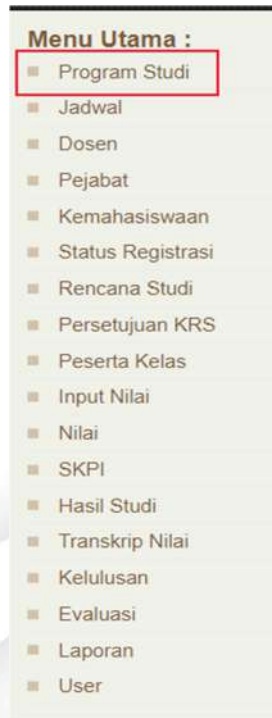 Menu Utama :
Program Studi
Jadwal
Dosen
Pejabat
Kemahasiswaan
Status Registrasi
Rencana Studi
Persetujuan KRS
Peserta Kelas
Input Nilai
Nilai
SKPI
Hasil Studi
Transkrip Nilai
Kelulusan
Evaluasi
Laporan
User